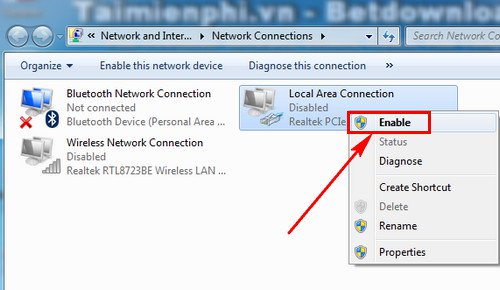 Taimienphi.vn - Betdownload
« Network and Inter... ▸ Network Connections ▸
Search Network Co
Organize
Enable this network device
Diagnose this connection
Bluetooth Network Connection
Not connected
Bluetooth Device (Personal Area ...
Local Area Connection
Disabled
Realtek PCIe
Wireless Network Connection
Disabled
Realtek RTL8723BE Wireless LAN ...
Enable
Status
Diagnose
Create Shortcut
Delete
Rename
Properties